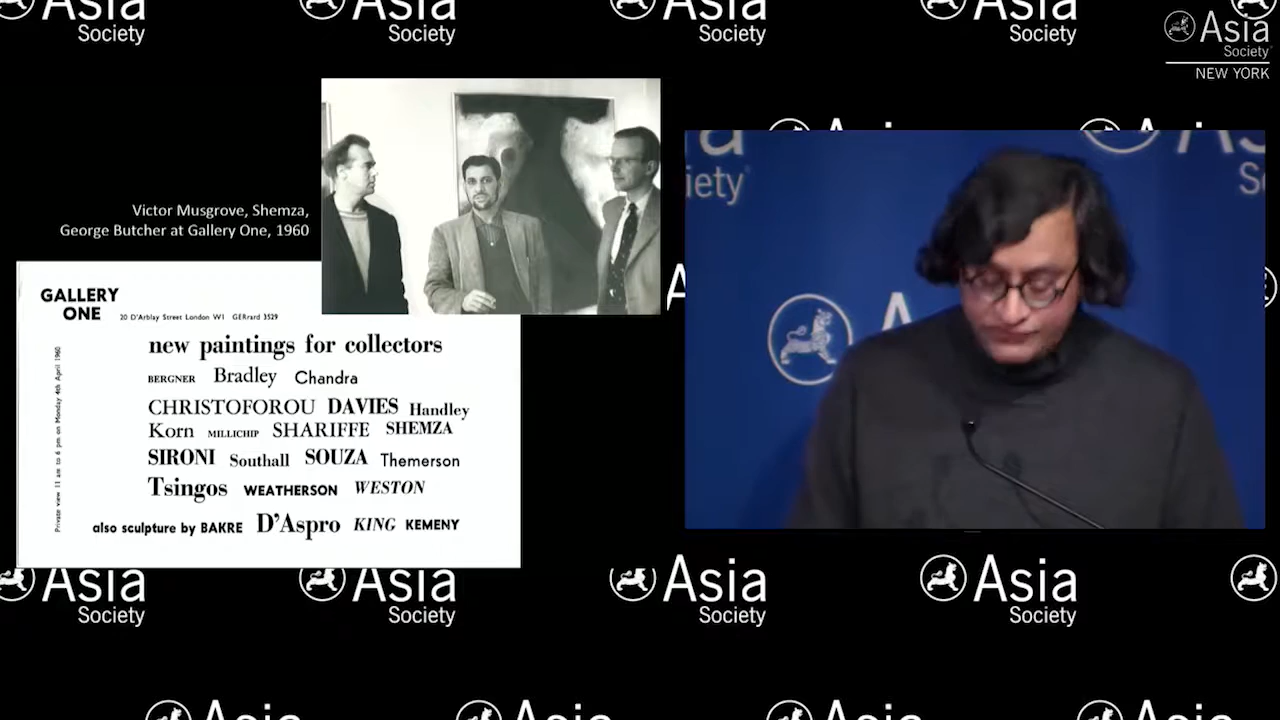 Asia
Society
NEW YORK
Society
Society
Society
Society
Victor Musgrove, Shemza,
George Butcher at Gallery One, 1960
iety
GALLERY
ONE
20 D'Arblay Street London W1 GERrard 3529
Private view 11 am to 6 pm on Monday 4th April 1960
new paintings for collectors
BERGNER Bradley Chandra
CHRISTOFOROU DAVIES Handley
Korn MILLICHIP SHARIFFE SHEMZA
SIRONI Southall SOUZA Themerson
Tsingos WEATHERSON WESTON
also sculpture by BAKRE D'Aspro KING KEMENY
Asia
Society
Asia
Society
Asia
Society
Asia
Society
Asia
Asia
Asia
Asia